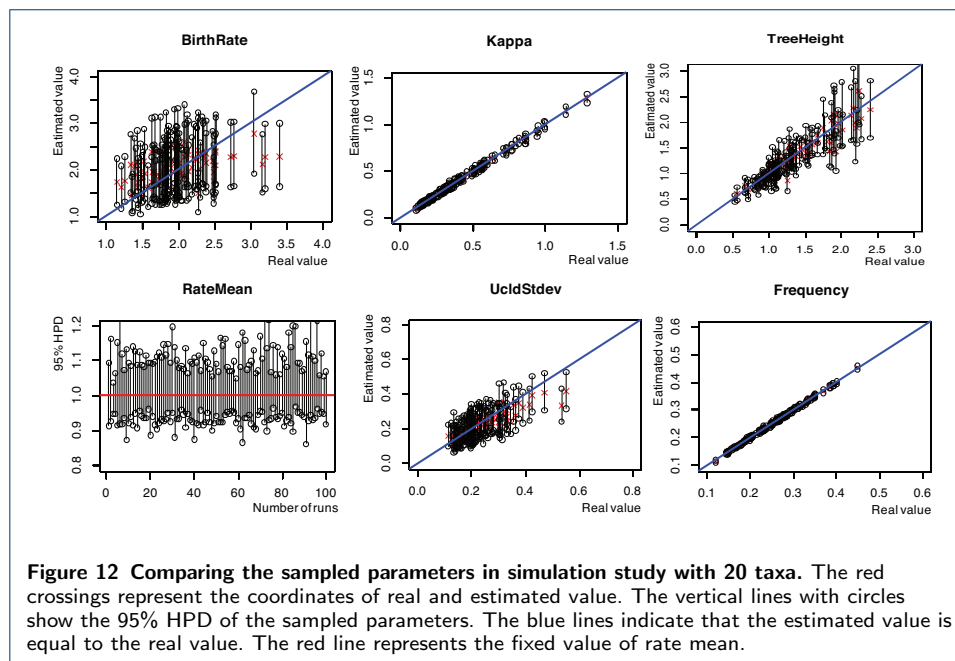 BirthRate
Eatimated value
4.0
3.0
2.0
1.0
1.0 1.5 2.0 2.5 3.0 3.5 4.0
Real value
Kappa
Eatimated value
1.5
1.0
0.5
0.0
0.0 0.5 1.0 1.5
Real value
TreeHeight
Eatimated value
3.0
2.5
2.0
1.5
1.0
0.5
0.0
0.0 0.5 1.0 1.5 2.0 2.5 3.0
Real value
RateMean
95% HPD
1.2
1.1
1.0
0.9
0.8
0 20 40 60 80 100
Number of runs
UcldStdev
Eatimated value
0.8
0.6
0.4
0.2
0.0
0.0 0.2 0.4 0.6 0.8
Real value
Frequency
Eatimated value
0.6
0.5
0.4
0.3
0.2
0.1
0.1 0.2 0.3 0.4 0.5 0.6
Real value
Figure 12 Comparing the sampled parameters in simulation study with 20 taxa. The red
crossings represent the coordinates of real and estimated value. The vertical lines with circles
show the 95% HPD of the sampled parameters. The blue lines indicate that the estimated value is
equal to the real value. The red line represents the fixed value of rate mean.